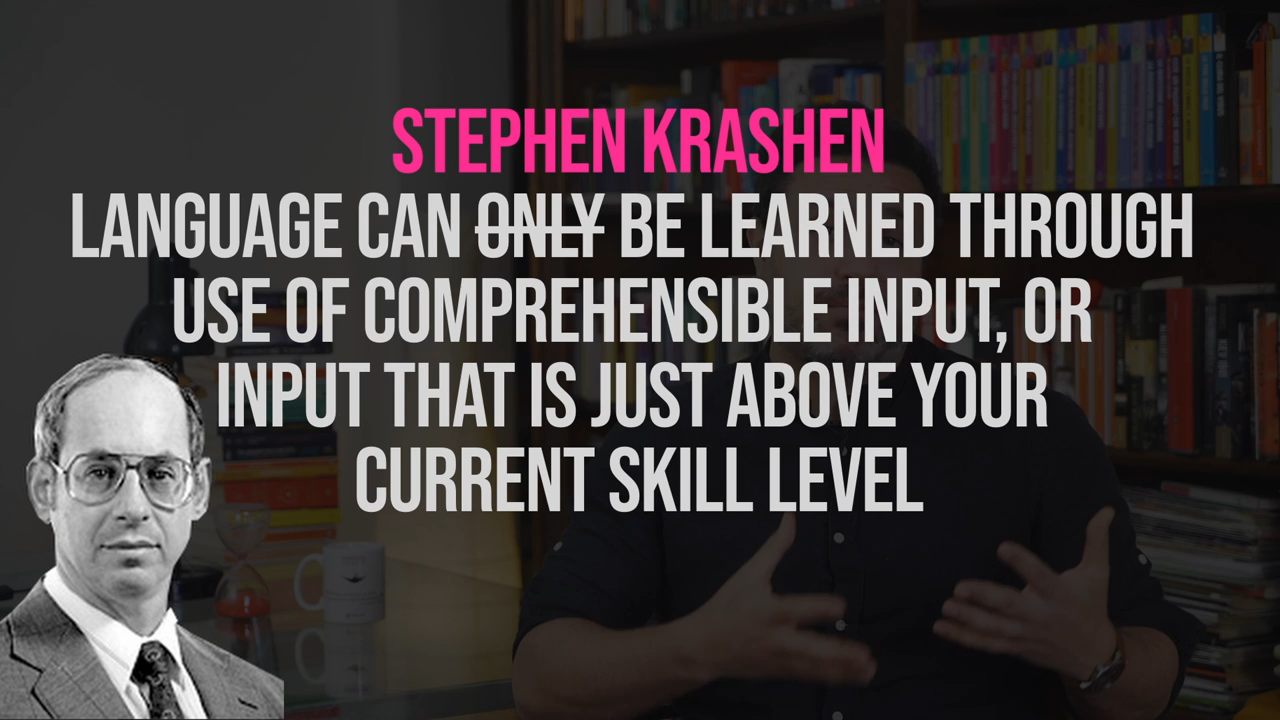 STEPHEN KRASHEN
LANGUAGE CAN ONLY BE LEARNED THROUGH
USE OF COMPREHENSIBLE INPUT, OR
INPUT THAT IS JUST ABOVE YOUR
CURRENT SKILL LEVEL